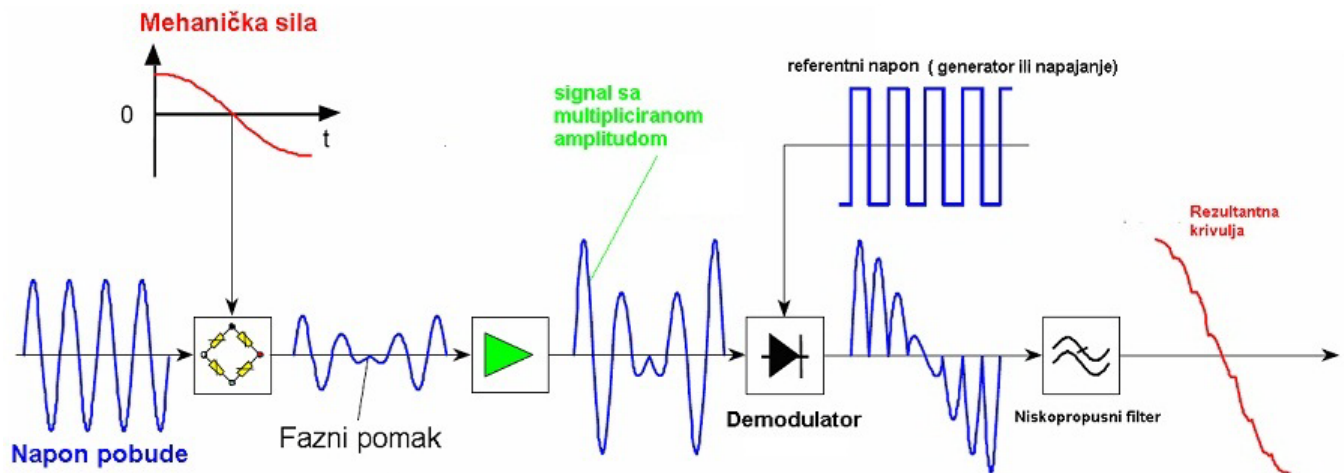 Mehanička sila
0
t
signal sa
multipliciranom
amplitudom
referentni napon ( generator ili napajanje)
Rezultantna
krivulja
Napon pobude
Fazni pomak
Demodulator
Niskopropusni filter